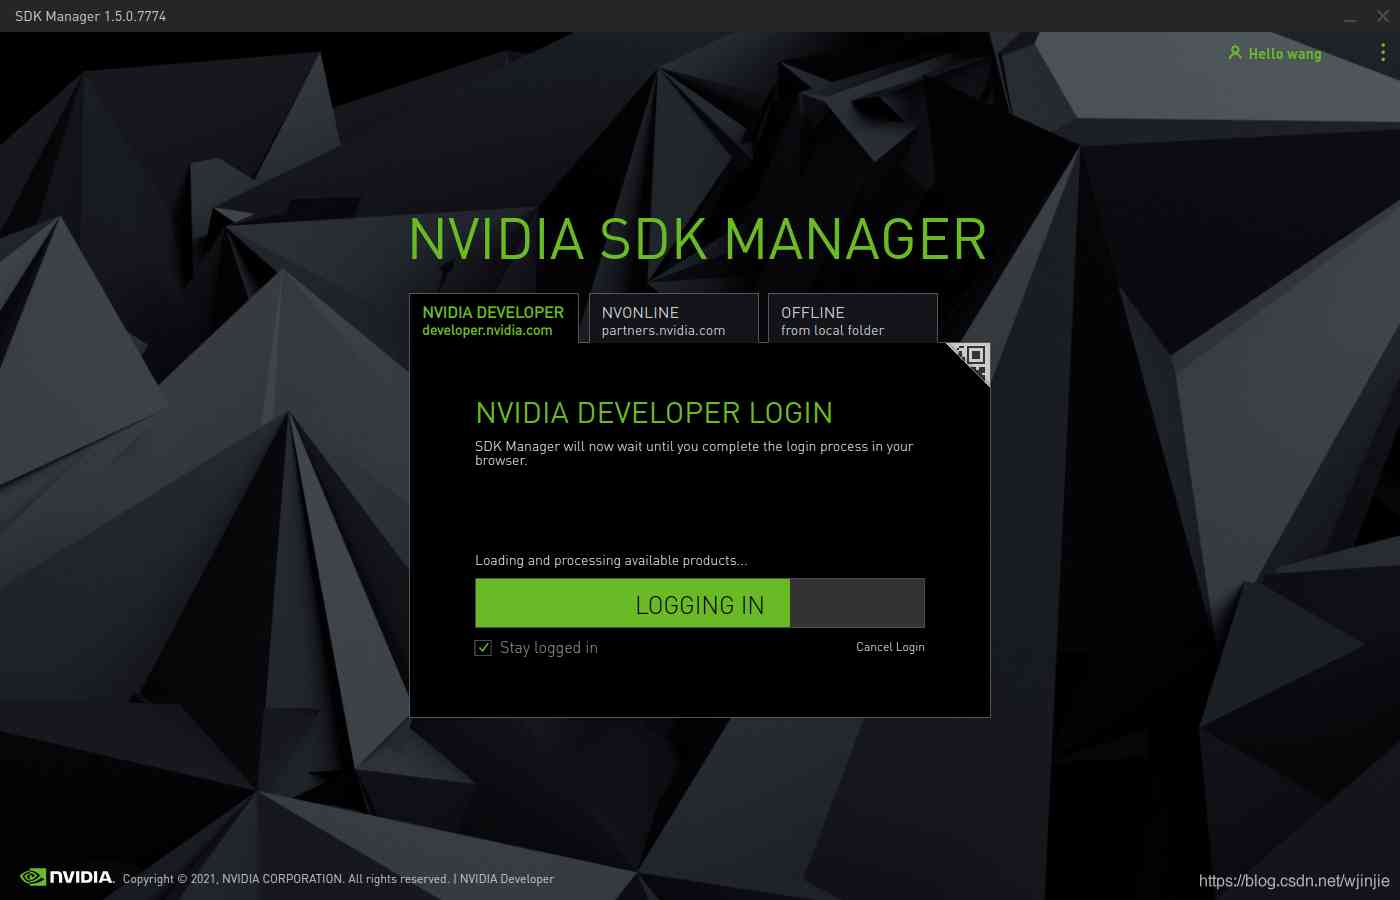 SDK Manager 1.5.0.7774
Hello wang
NVIDIA SDK MANAGER
NVIDIA DEVELOPER
developer.nvidia.com
NVONLINE
partners.nvidia.com
OFFLINE
from local folder
NVIDIA DEVELOPER LOGIN
SDK Manager will now wait until you complete the login process in your
browser.
Loading and processing available products...
LOGGING IN
Stay logged in
Cancel Login
NVIDIA. Copyright © 2021, NVIDIA CORPORATION. All rights reserved. | NVIDIA Developer
https://blog.csdn.net/wjinjie